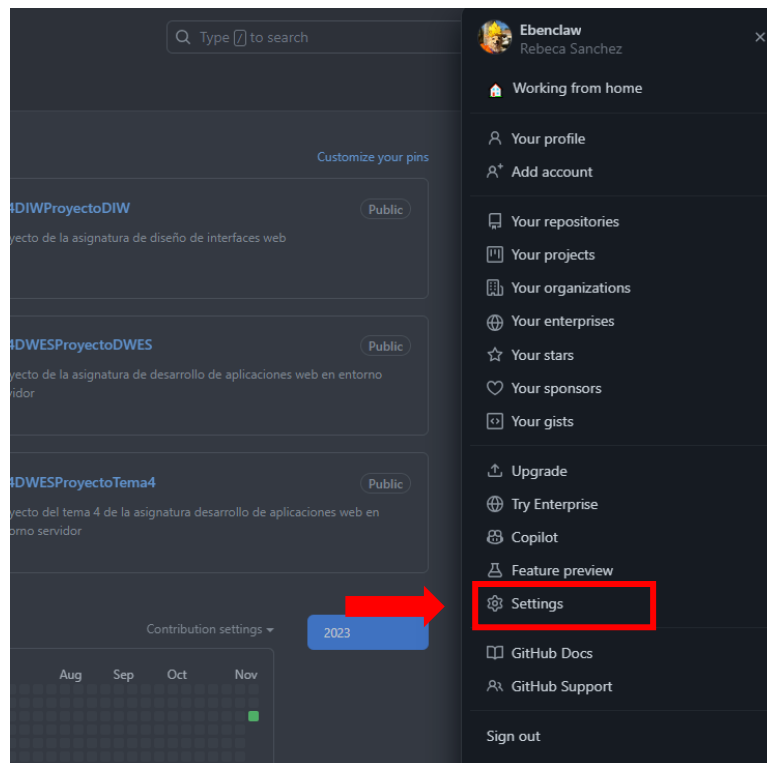 Type / to search
Customize your pins
4DIWProyectoDIW
Public
yecto de la asignatura de diseño de interfaces web
4DWESProyectoDWES
Public
yecto de la asignatura de desarrollo de aplicaciones web en entorno
vidor
4DWESProyectoTema4
Public
yecto del tema 4 de la asignatura desarrollo de aplicaciones web en
orno servidor
Contribution settings
2023
Aug Sep Oct Nov
Ebenclaw
Rebeca Sanchez
Working from home
Your profile
Add account
Your repositories
Your projects
Your organizations
Your enterprises
Your stars
Your sponsors
Your gists
Upgrade
Try Enterprise
Copilot
Feature preview
Settings
GitHub Docs
GitHub Support
Sign out